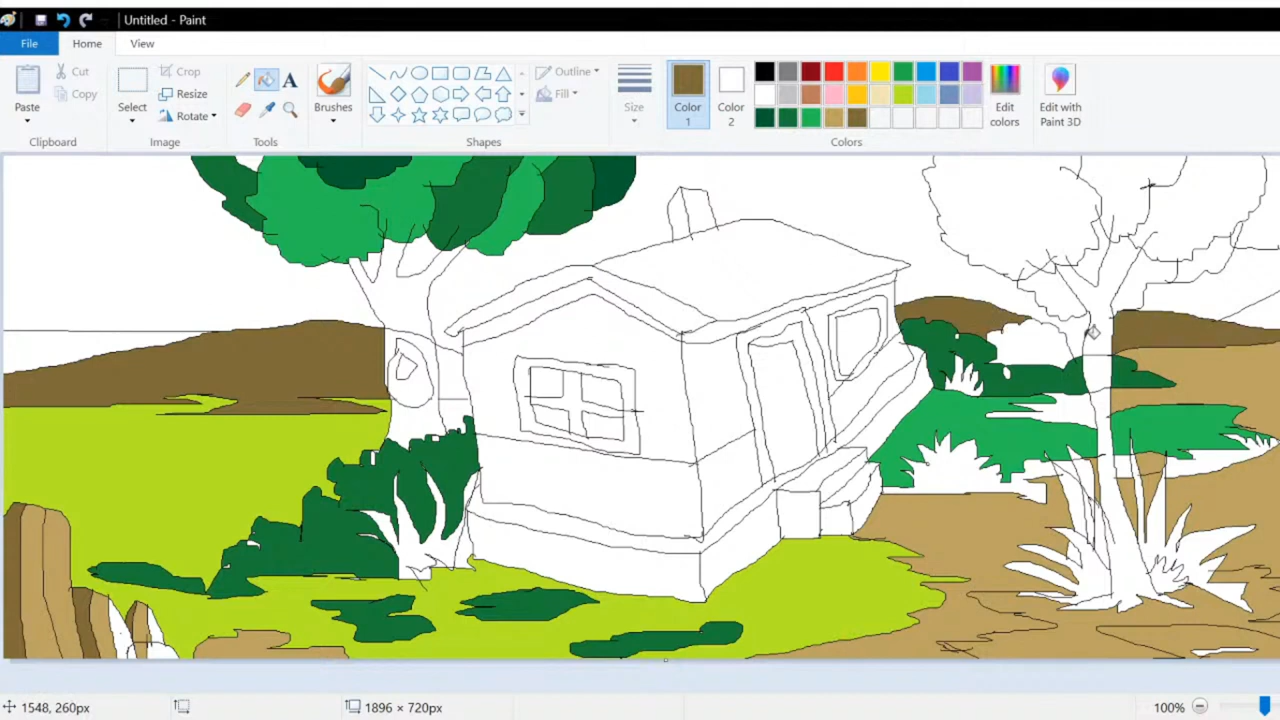 Untitled - Paint
File Home View
Paste
Cut
Copy
Clipboard
Select
Crop
Resize
Rotate
Image
A
Tools
Brushes
Outline
Fill
Shapes
Size
Color
1
Color
2
Edit
colors
Colors
Edit with
Paint 3D
1548, 260px
1896 × 720px
100%